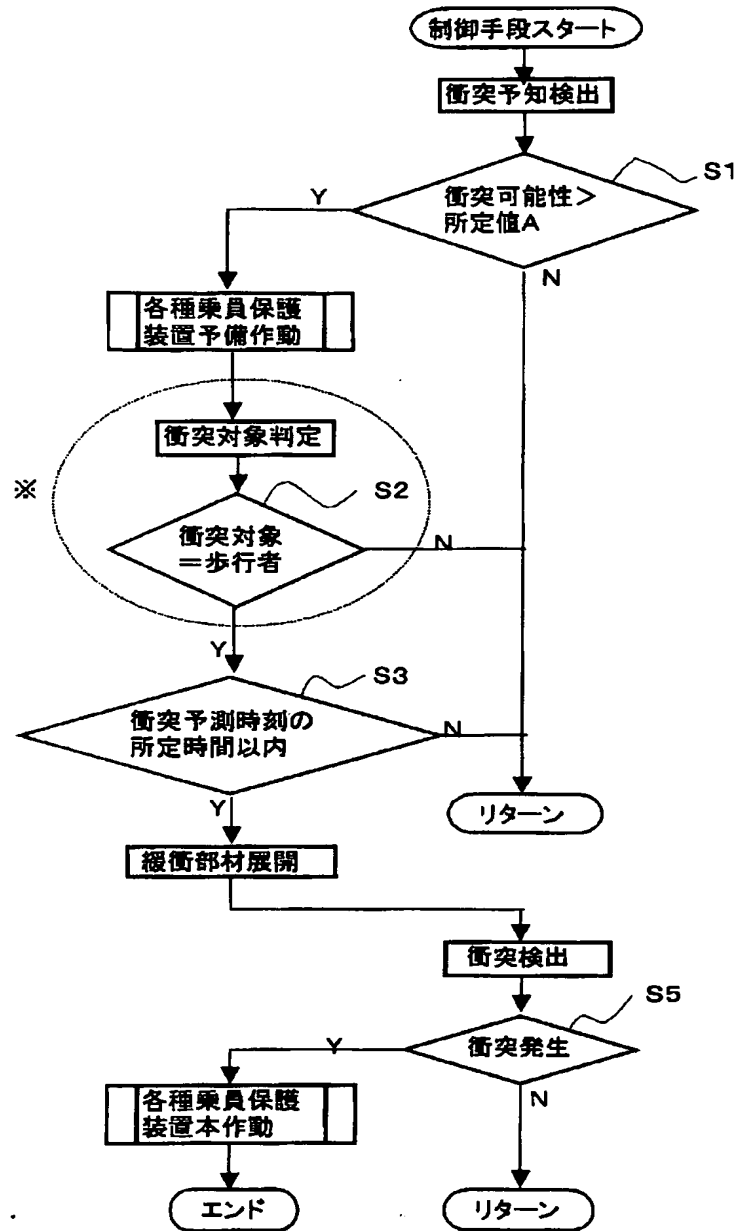 制御手段スタート
衝突予知検出
S1
衝突可能性＞
所定値A
Y
N
各種乗員保護
装置予備作動
衝突対象判定
※
S2
衝突対象
＝歩行者
N
Y
S3
衝突予測時刻の
所定時間以内
N
Y
リターン
緩衝部材展開
衝突検出
S5
衝突発生
Y
N
各種乗員保護
装置本作動
エンド
リターン